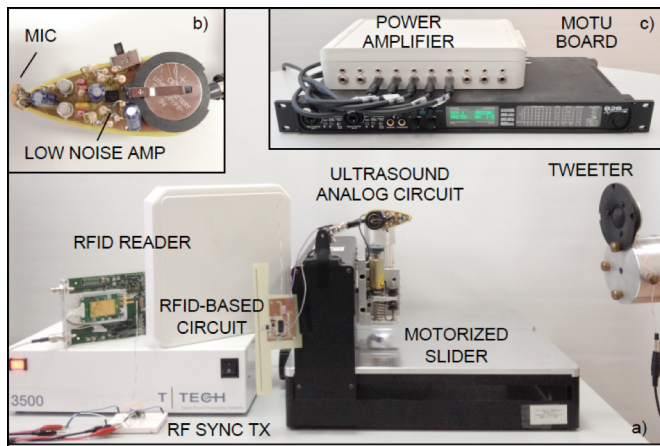 b)
MIC
LOW NOISE AMP
c)
POWER
AMPLIFIER
MOTU
BOARD
828
ULTRASOUND
ANALOG CIRCUIT
TWEETER
RFID READER
RFID-BASED
CIRCUIT
MOTORIZED
SLIDER
3500
T TECH
RF SYNC TX
a)